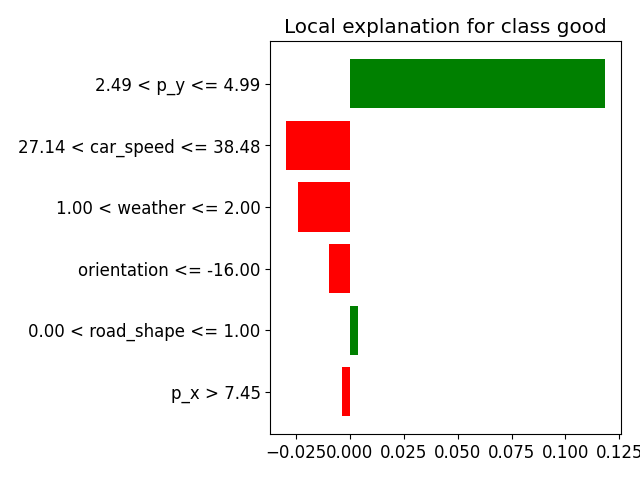 Local explanation for class good
2.49 < p_y <= 4.99
27.14 < car_speed <= 38.48
1.00 < weather <= 2.00
orientation <= -16.00
0.00 < road_shape <= 1.00
p_x > 7.45
−0.025 0.000 0.025 0.050 0.075 0.100 0.125